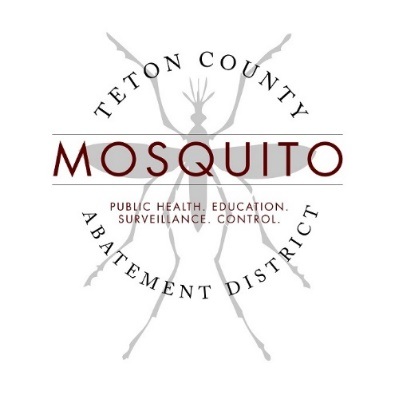 TETON COUNTY
MOSQUITO
PUBLIC HEALTH. EDUCATION.
SURVEILLANCE. CONTROL.
ABATEMENT DISTRICT